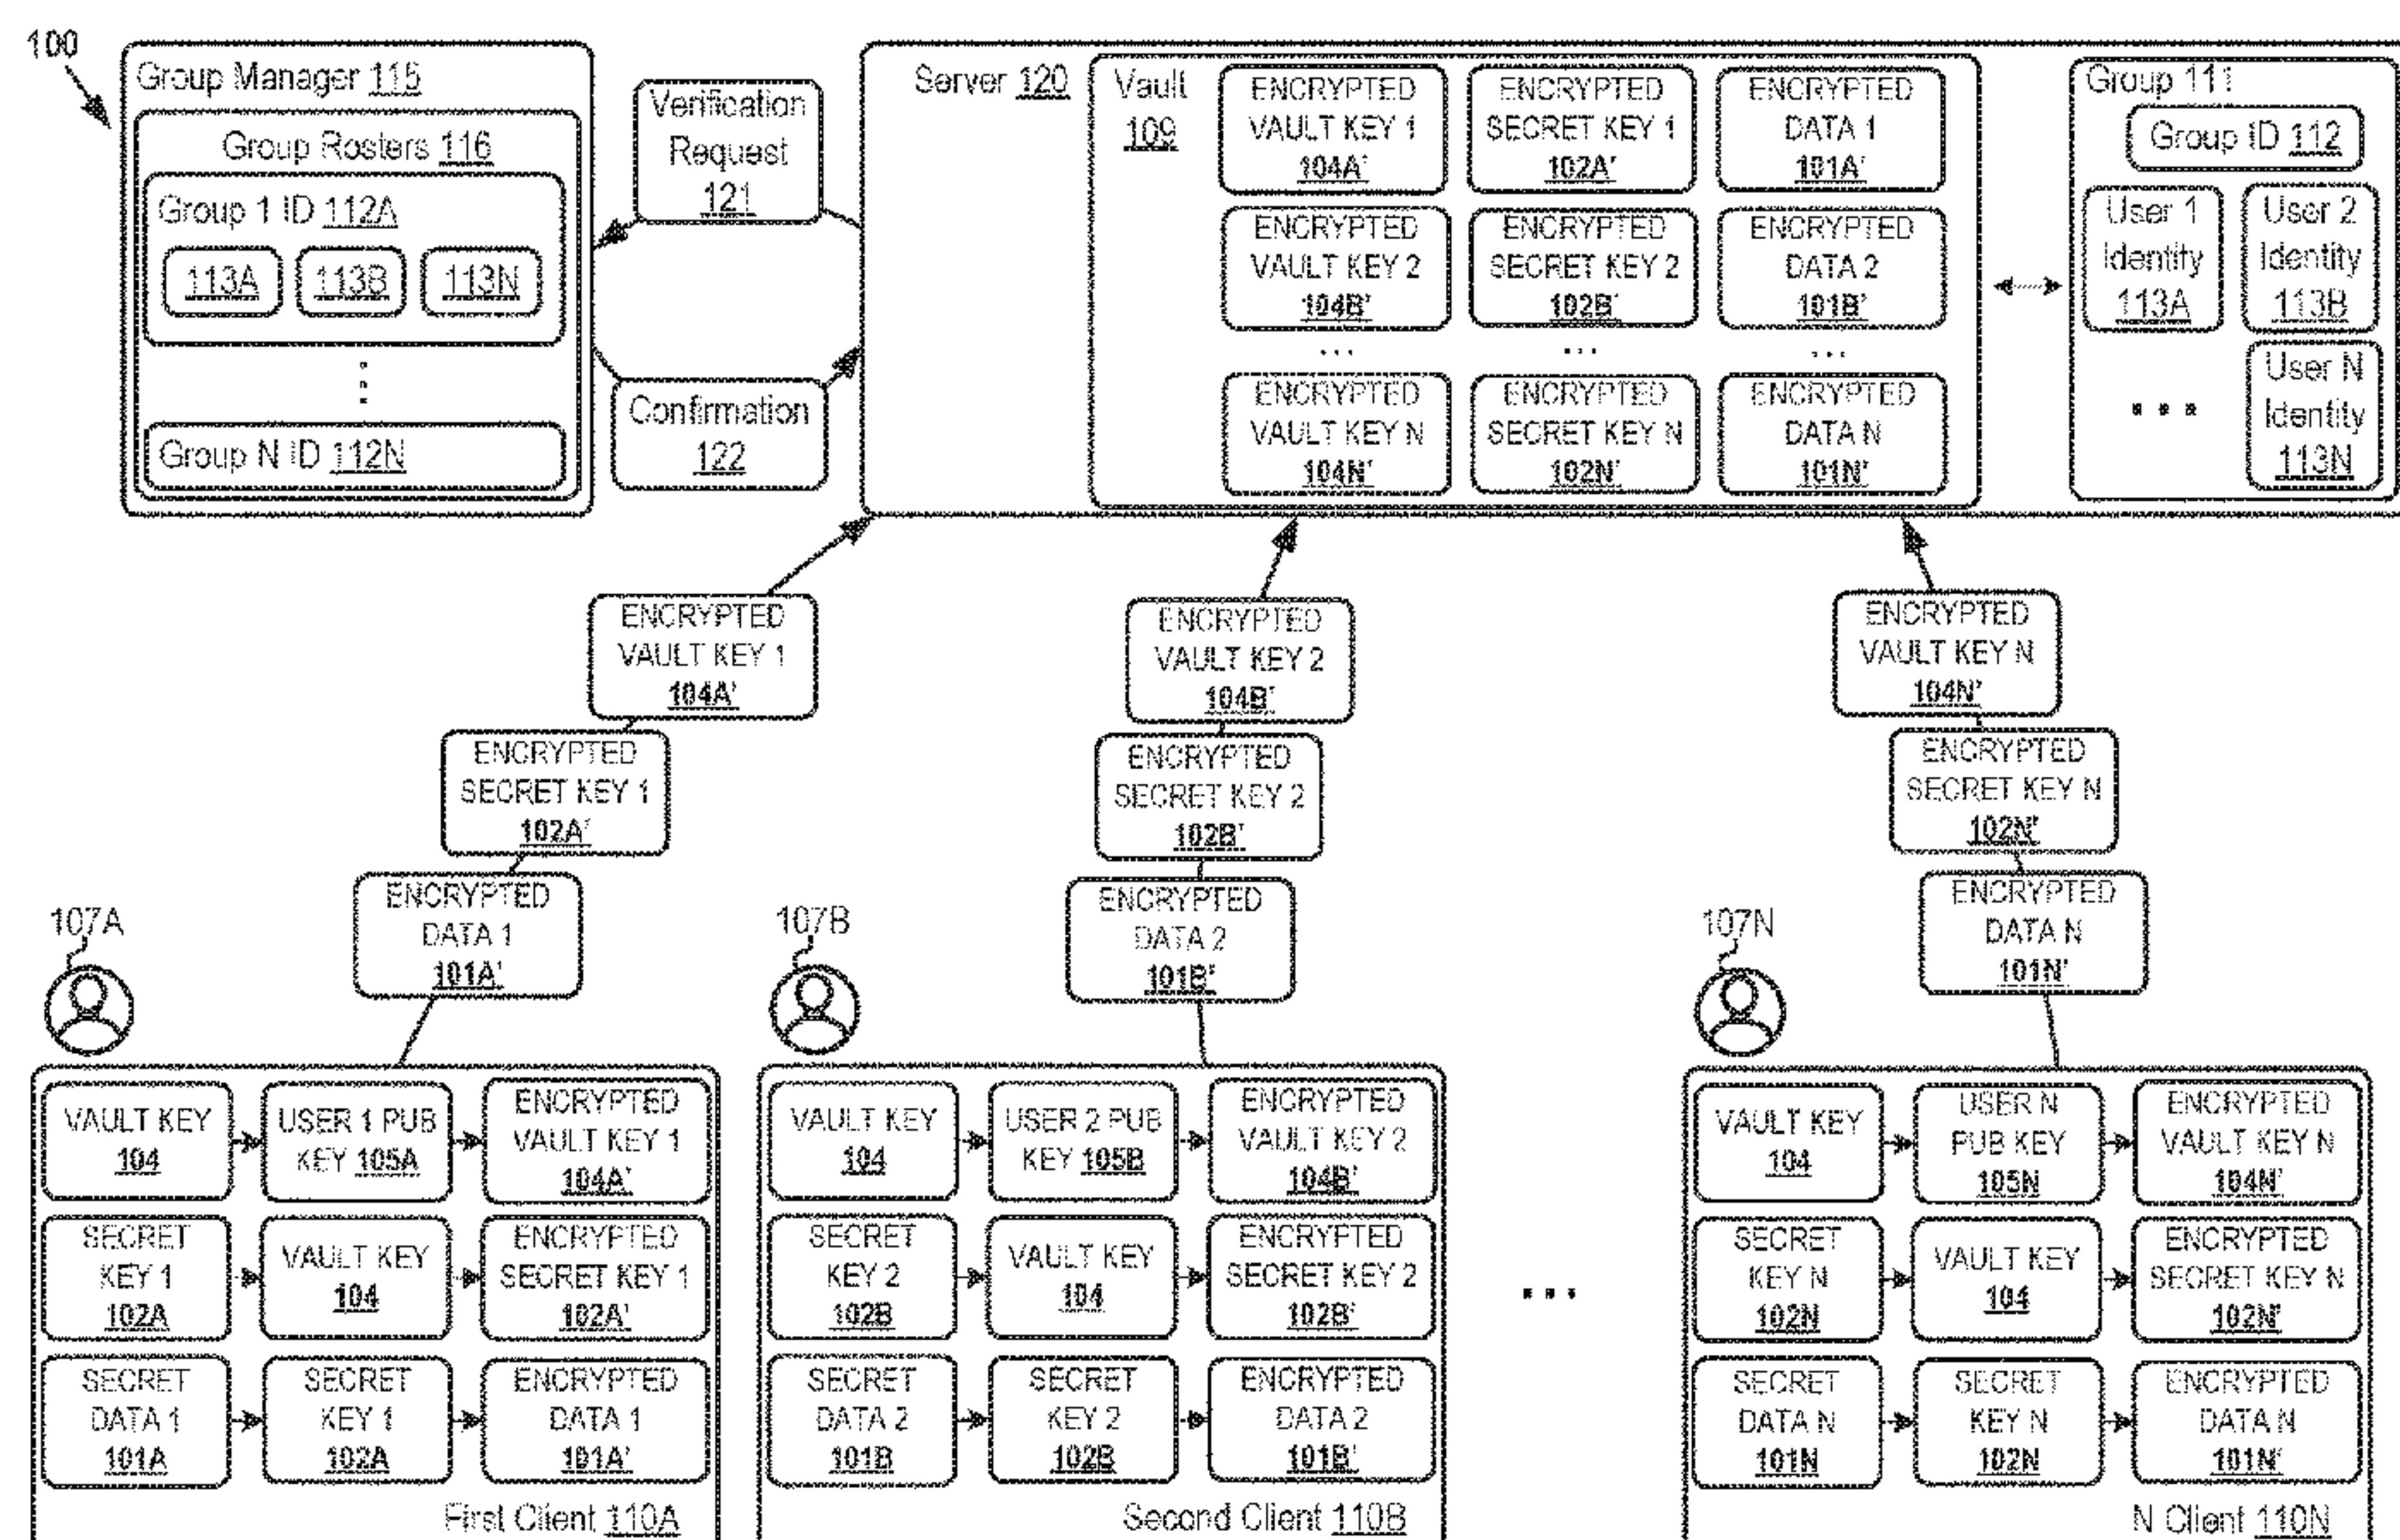 100
Group Manager 115
Group Rosters 116
Group 1 ID 112A
113A
113B
113N
Group N ID 112N
Verification
Request
121
Confirmation
122
Server 120
Vault
109
ENCRYPTED
VAULT KEY 1
104A'
ENCRYPTED
SECRET KEY 1
102A'
ENCRYPTED
DATA 1
101A'
ENCRYPTED
VAULT KEY 2
104B'
ENCRYPTED
SECRET KEY 2
102B'
ENCRYPTED
DATA 2
101B'
...
...
...
ENCRYPTED
VAULT KEY N
104N'
ENCRYPTED
SECRET KEY N
102N'
ENCRYPTED
DATA N
101N'
Group 111
Group ID 112
User 1
Identity
113A
User 2
Identity
113B
...
User N
Identity
113N
ENCRYPTED
VAULT KEY 1
104A'
ENCRYPTED
SECRET KEY 1
102A'
ENCRYPTED
DATA 1
101A'
ENCRYPTED
VAULT KEY 2
104B'
ENCRYPTED
SECRET KEY 2
102B'
ENCRYPTED
DATA 2
101B'
ENCRYPTED
VAULT KEY N
104N'
ENCRYPTED
SECRET KEY N
102N'
ENCRYPTED
DATA N
101N'
107A
VAULT KEY
104
USER 1 PUB
KEY 105A
ENCRYPTED
VAULT KEY 1
104A'
SECRET
KEY 1
102A
VAULT KEY
104
ENCRYPTED
SECRET KEY 1
102A'
SECRET
DATA 1
101A
SECRET
KEY 1
102A
ENCRYPTED
DATA 1
101A'
First Client 110A
107B
VAULT KEY
104
USER 2 PUB
KEY 105B
ENCRYPTED
VAULT KEY 2
104B'
SECRET
KEY 2
102B
VAULT KEY
104
ENCRYPTED
SECRET KEY 2
102B'
SECRET
DATA 2
101B
SECRET
KEY 2
102B
ENCRYPTED
DATA 2
101B'
Second Client 110B
...
107N
VAULT KEY
104
USER N
PUB KEY
105N
ENCRYPTED
VAULT KEY N
104N'
SECRET
KEY N
102N
VAULT KEY
104
ENCRYPTED
SECRET KEY N
102N'
SECRET
DATA N
101N
SECRET
KEY N
102N
ENCRYPTED
DATA N
101N'
N Client 110N